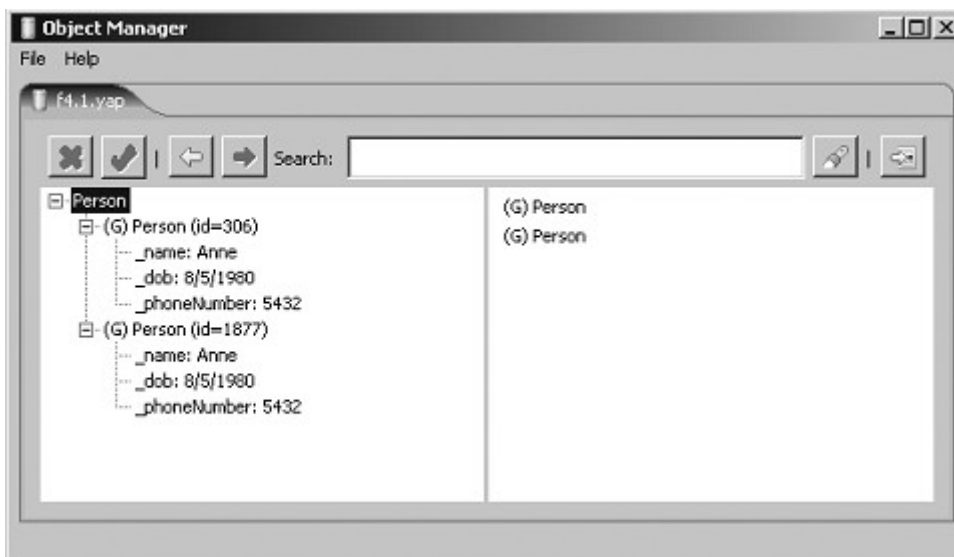 Object Manager
File Help
f4.1.yap
Search:
Person
(G) Person (id=306)
_name: Anne
_dob: 8/5/1980
_phoneNumber: 5432
(G) Person (id=1877)
_name: Anne
_dob: 8/5/1980
_phoneNumber: 5432
(G) Person
(G) Person